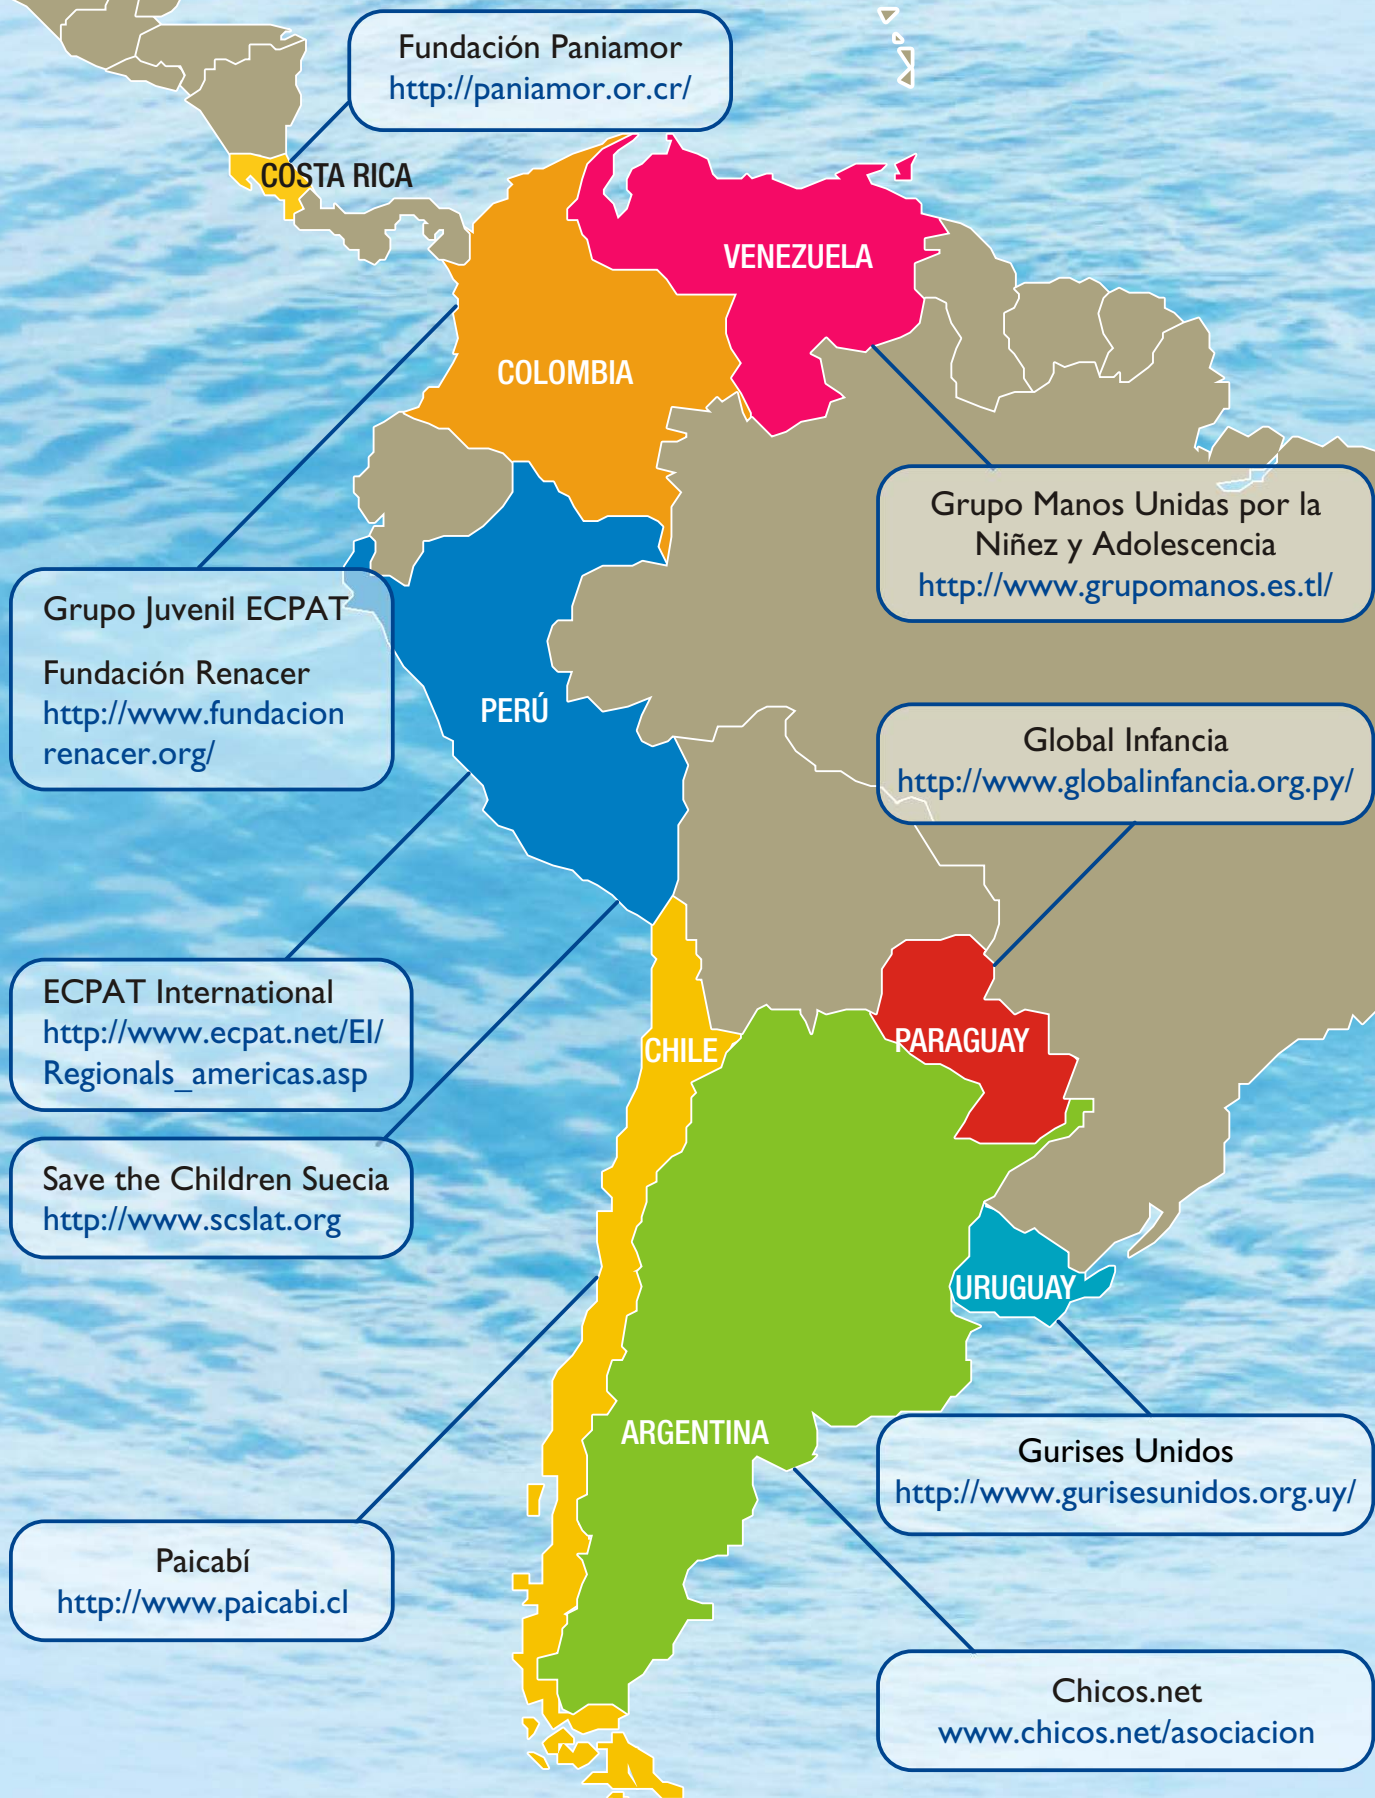 Fundación Paniamor
http://paniamor.or.cr/
COSTA RICA
VENEZUELA
COLOMBIA
Grupo Manos Unidas por la
Niñez y Adolescencia
http://www.grupomanos.es.tl/
Grupo Juvenil ECPAT
Fundación Renacer
http://www.fundacion
renacer.org/
PERÚ
Global Infancia
http://www.globalinfancia.org.py/
ECPAT International
http://www.ecpat.net/EI/
Regionals_americas.asp
CHILE
PARAGUAY
Save the Children Suecia
http://www.scslat.org
URUGUAY
ARGENTINA
Gurises Unidos
http://www.gurisesunidos.org.uy/
Paicabí
http://www.paicabi.cl
Chicos.net
www.chicos.net/asociacion